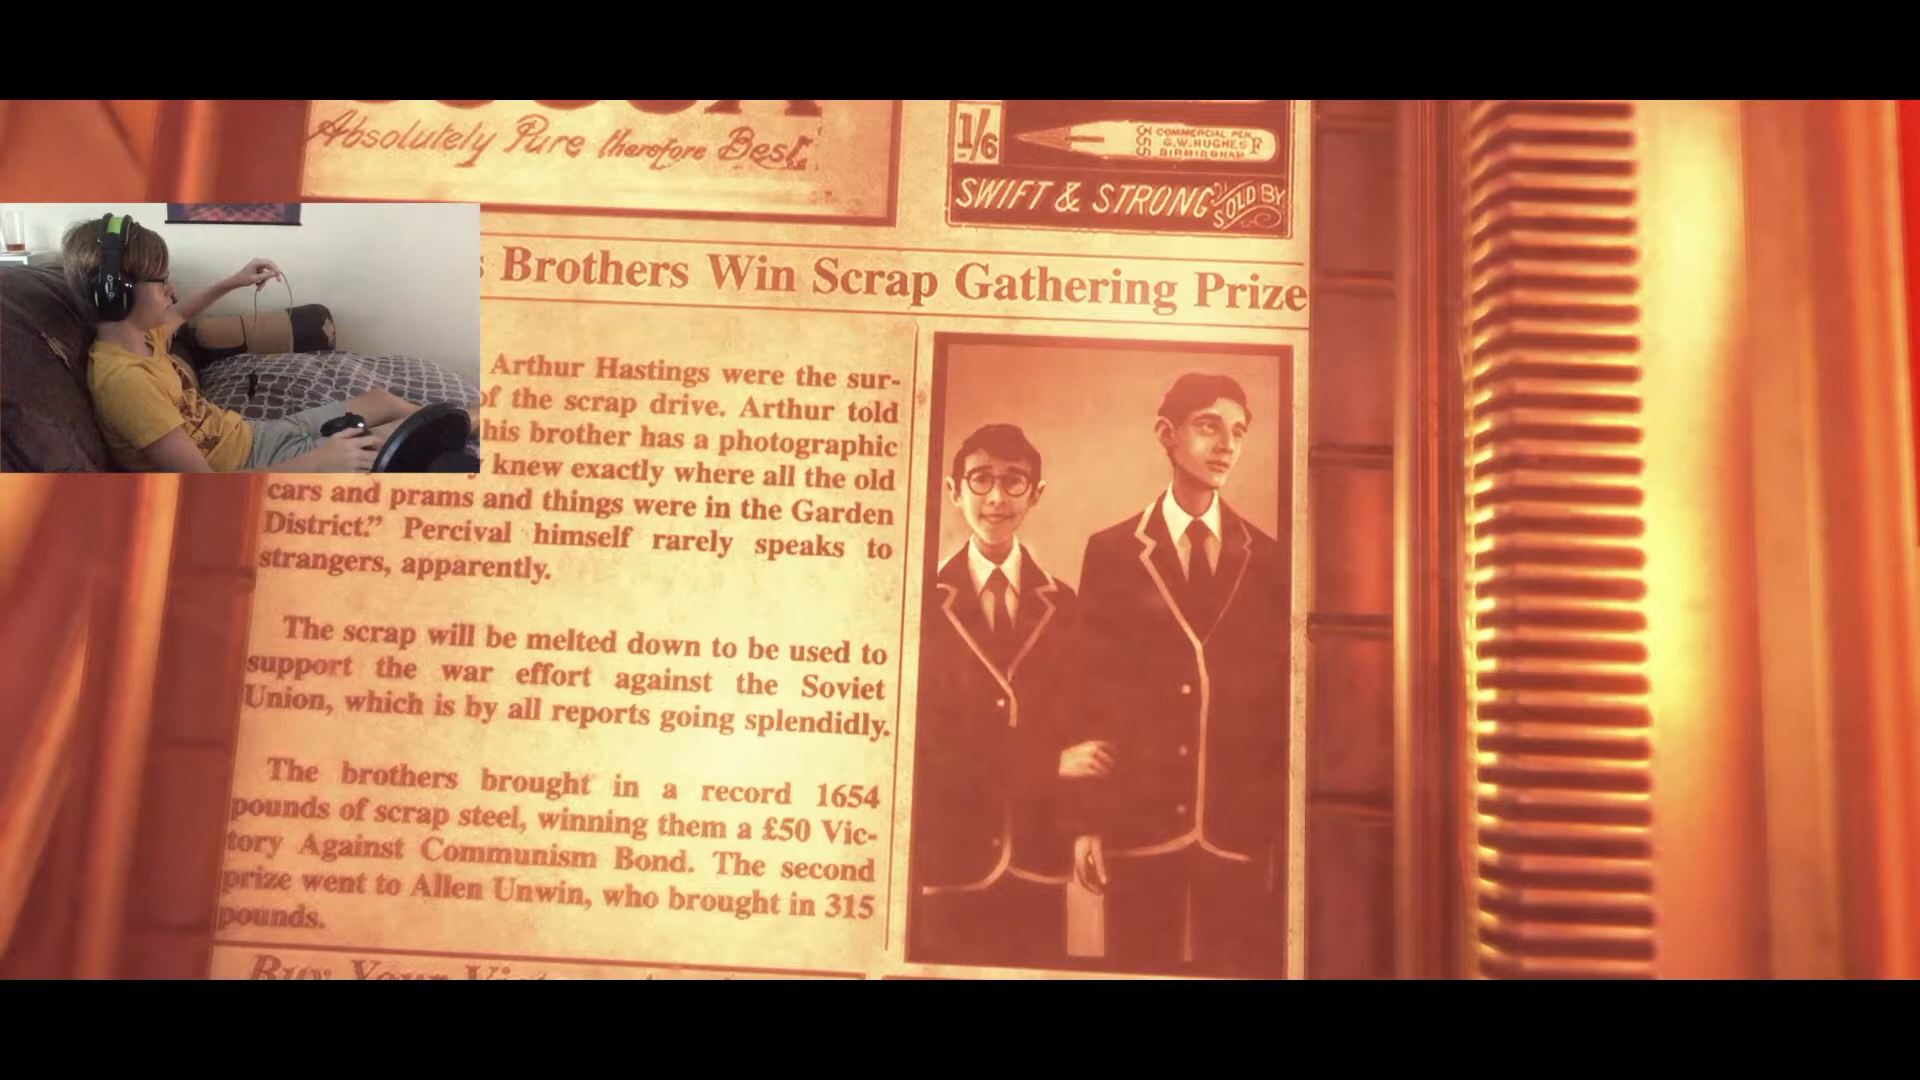 Absolutely Pure therefore Best.
1/6
COMMERCIAL PEN
G.W. HUGHES F
BIRMINGHAM
SWIFT & STRONG SOLD BY
Brothers Win Scrap Gathering Prize
Arthur Hastings were the sur-
of the scrap drive. Arthur told
his brother has a photographic
knew exactly where all the old
cars and prams and things were in the Garden
District.” Percival himself rarely speaks to
strangers, apparently.
The scrap will be melted down to be used to
support the war effort against the Soviet
Union, which is by all reports going splendidly.
The brothers brought in a record 1654
pounds of scrap steel, winning them a £50 Vic-
tory Against Communism Bond. The second
prize went to Allen Unwin, who brought in 315
pounds.
Buy Your